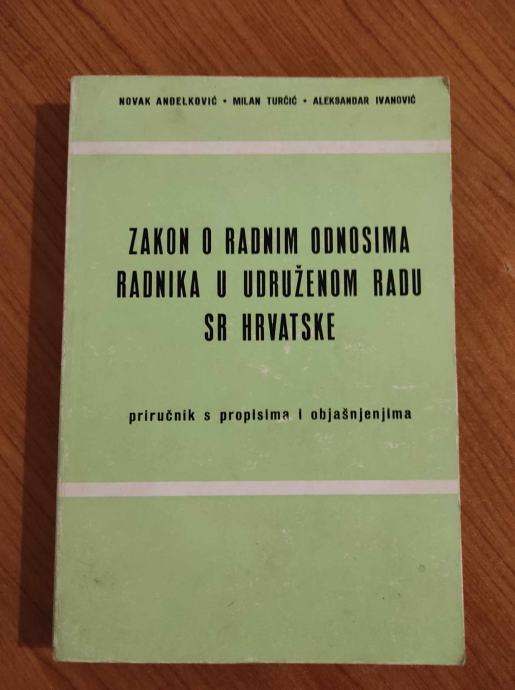 NOVAK ANĐELKOVIĆ • MILAN TURČIĆ • ALEKSANDAR IVANOVIĆ
ZAKON O RADNIM ODNOSIMA
RADNIKA U UDRUŽENOM RADU
SR HRVATSKE
priručnik s propisima i objašnjenjima